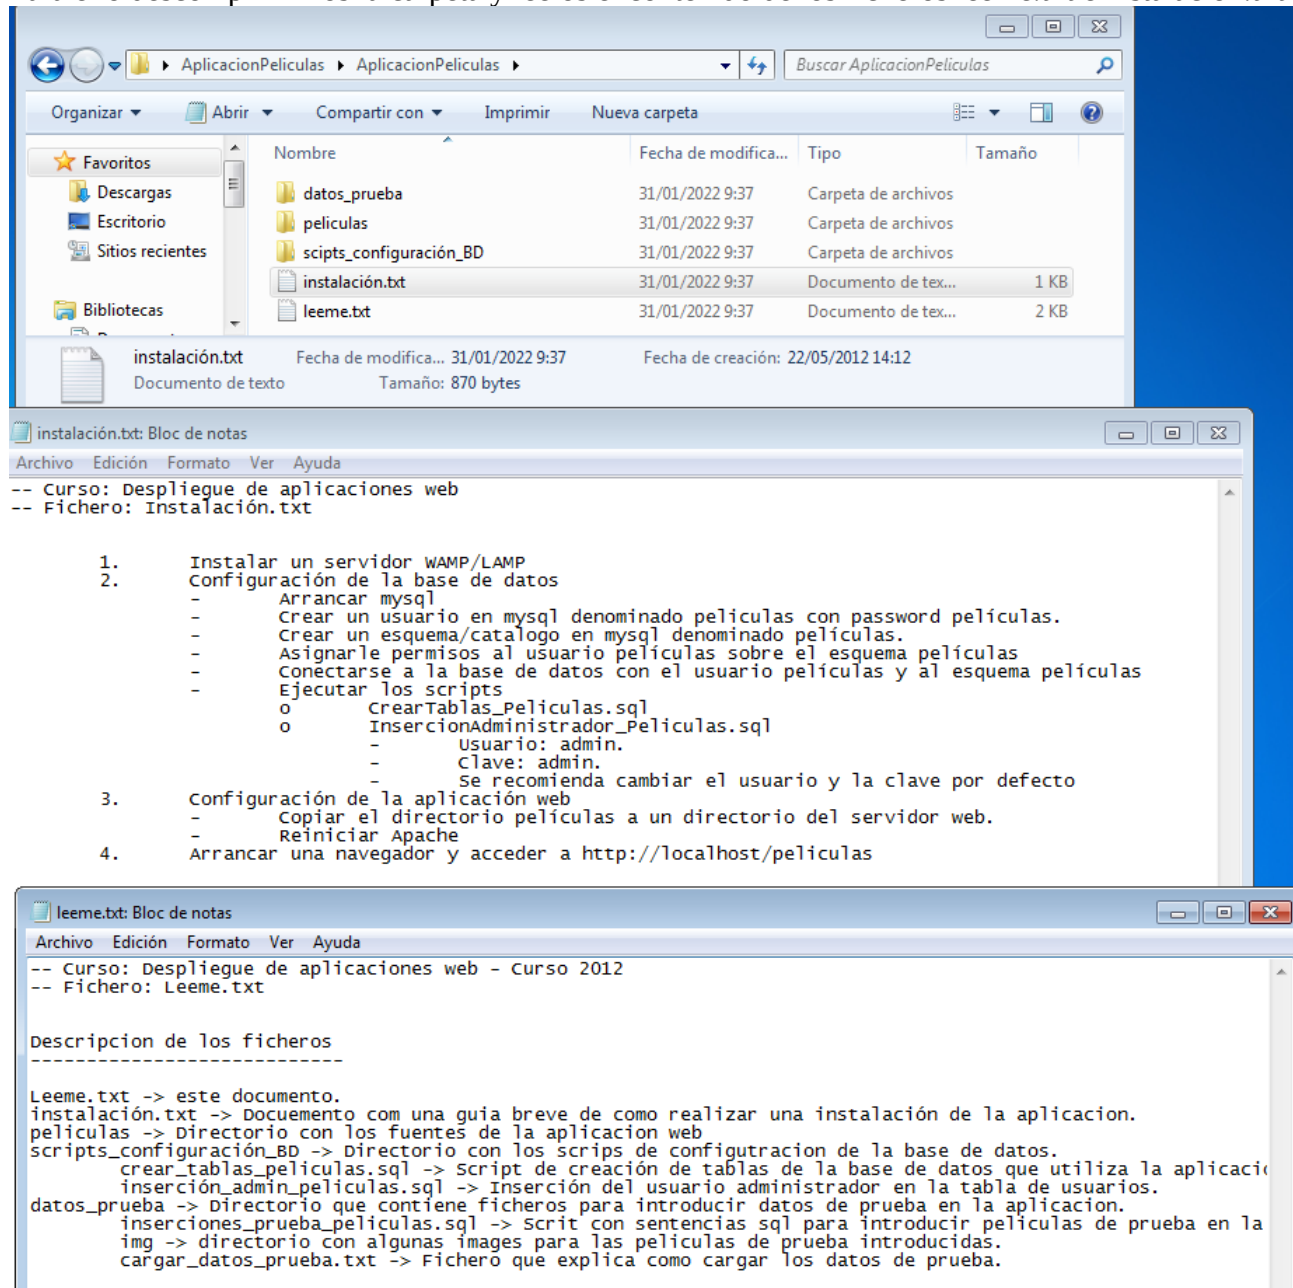 AplicacionPeliculas ▸ AplicacionPeliculas ▸
Buscar AplicacionPeliculas
Organizar Abrir Compartir con Imprimir Nueva carpeta
Favoritos
Descargas
Escritorio
Sitios recientes
Bibliotecas
Nombre Fecha de modifica... Tipo Tamaño
datos_prueba 31/01/2022 9:37 Carpeta de archivos
peliculas 31/01/2022 9:37 Carpeta de archivos
scipts_configuración_BD 31/01/2022 9:37 Carpeta de archivos
instalación.txt 31/01/2022 9:37 Documento de tex... 1 KB
leeme.txt 31/01/2022 9:37 Documento de tex... 2 KB
instalación.txt Fecha de modifica... 31/01/2022 9:37 Fecha de creación: 22/05/2012 14:12
Documento de texto Tamaño: 870 bytes
instalación.txt: Bloc de notas
Archivo Edición Formato Ver Ayuda
-- Curso: Despliegue de aplicaciones web
-- Fichero: Instalación.txt
1. Instalar un servidor WAMP/LAMP
2. Configuración de la base de datos
- Arrancar mysql
- Crear un usuario en mysql denominado peliculas con password películas.
- Crear un esquema/catalogo en mysql denominado películas.
- Asignarle permisos al usuario películas sobre el esquema películas
- Conectarse a la base de datos con el usuario películas y al esquema películas
- Ejecutar los scripts
o CrearTablas_Peliculas.sql
o InsercionAdministrador_Peliculas.sql
- Usuario: admin.
- Clave: admin.
- Se recomienda cambiar el usuario y la clave por defecto
3. Configuración de la aplicación web
- Copiar el directorio películas a un directorio del servidor web.
- Reiniciar Apache
4. Arrancar una navegador y acceder a http://localhost/peliculas
leeme.txt: Bloc de notas
Archivo Edición Formato Ver Ayuda
-- Curso: Despliegue de aplicaciones web - Curso 2012
-- Fichero: Leeme.txt
Descripcion de los ficheros
----------------------------
Leeme.txt -> este documento.
instalación.txt -> Docuemento com una guia breve de como realizar una instalación de la aplicacion.
peliculas -> Directorio con los fuentes de la aplicacion web
scripts_configuración_BD -> Directorio con los scrips de configutracion de la base de datos.
crear_tablas_peliculas.sql -> Script de creación de tablas de la base de datos que utiliza la
inserción_admin_peliculas.sql -> Inserción del usuario administrador en la tabla de usuarios.
datos_prueba -> Directorio que contiene ficheros para introducir datos de prueba en la aplicacion.
inserciones_prueba_peliculas.sql -> Scrit con sentencias sql para introducir peliculas de prueba en la
img -> directorio con algunas images para las peliculas de prueba introducidas.
cargar_datos_prueba.txt -> Fichero que explica como cargar los datos de prueba.